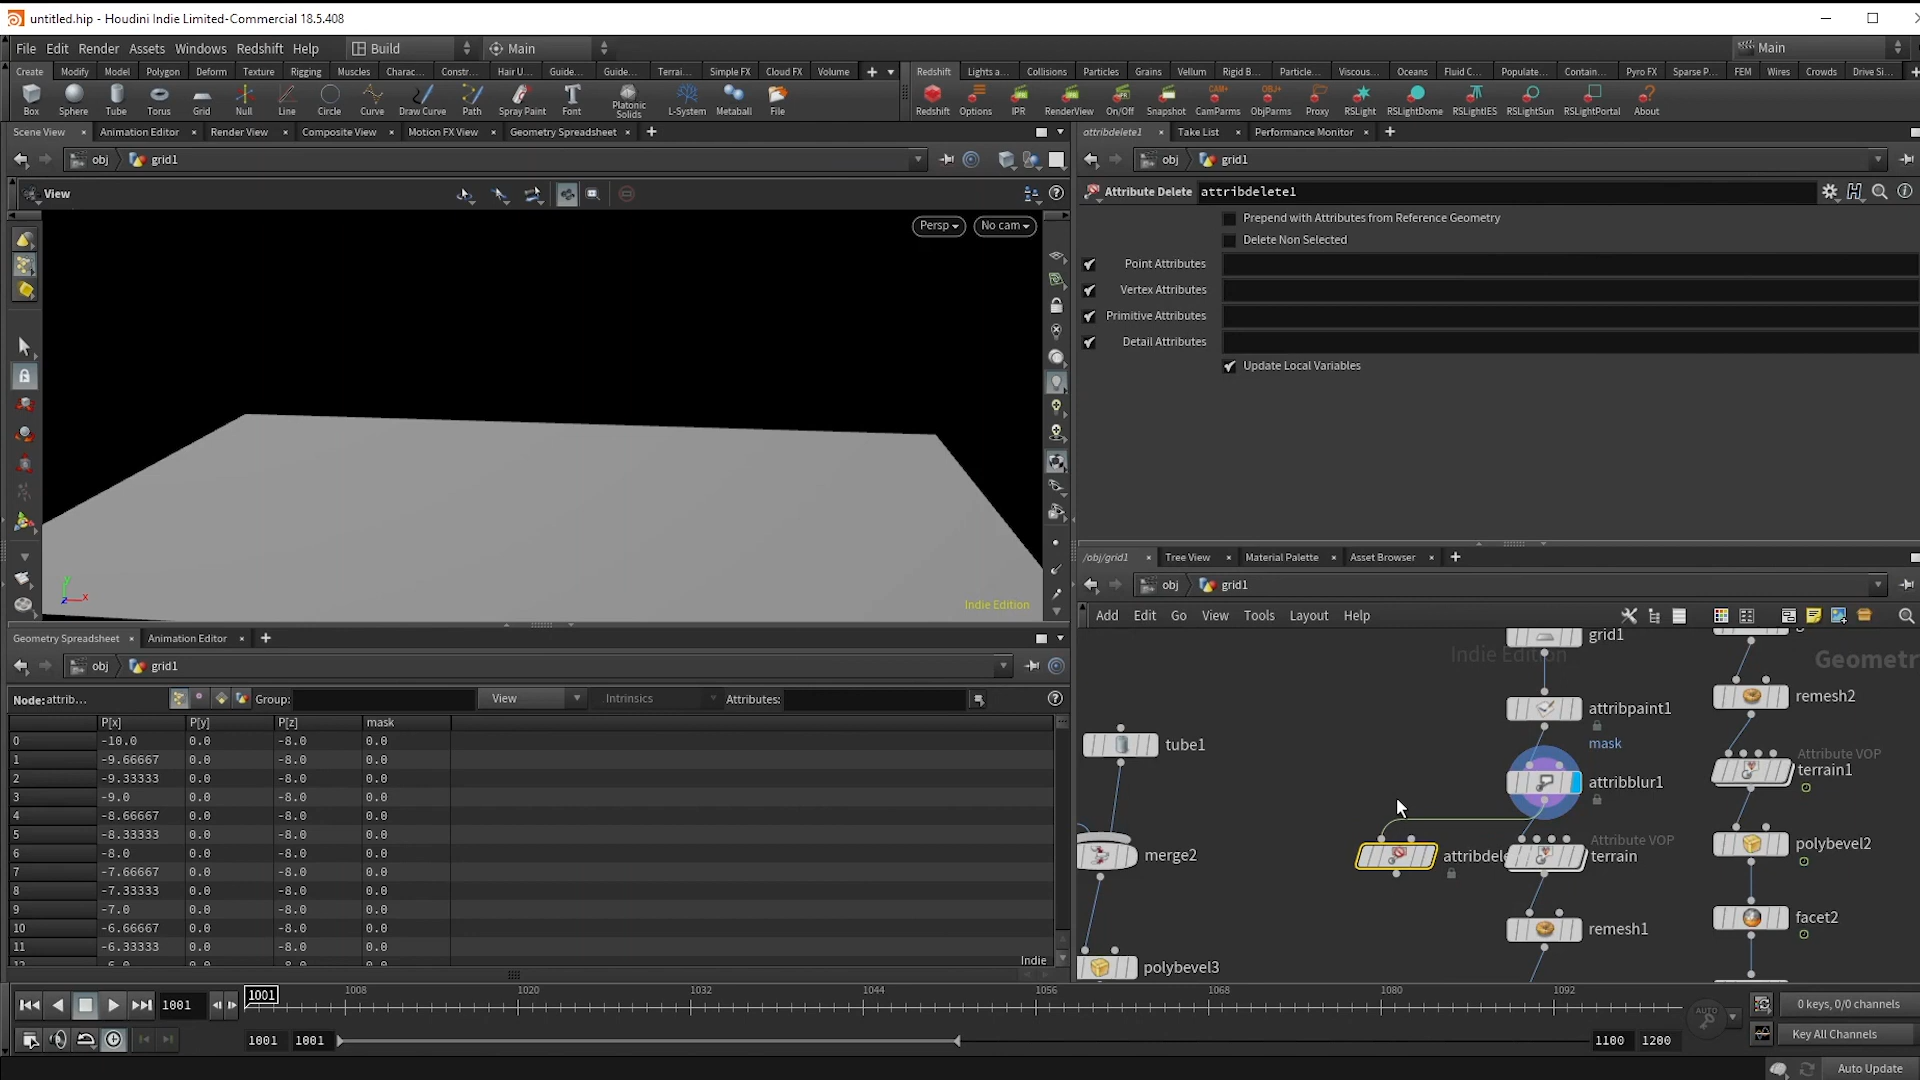 untitled.hip - Houdini Indie Limited-Commercial 18.5.408
File Edit Render Assets Windows Redshift Help Build Main Main
Create Modify Model Polygon Deform Texture Rigging Muscles Charac... Constr... Hair U... Guide... Guide... Terrai... Simple FX Cloud FX Volume
Redshift Lights a... Collisions Particles Grains Vellum Rigid B... Particle... Viscous... Oceans Fluid C... Populate... Contain... Pyro FX Sparse P... FEM Wires Crowds Drive Si...
Box Sphere Tube Torus Grid Null Line Circle Curve Draw Curve Path Spray Paint Font Platonic Solids L-System Metaball File
Redshift Options IPR RenderView On/Off Snapshot CamParms ObjParms Proxy RSLight RSLightDome RSLightIES RSLightSun RSLightPortal About
Scene View Animation Editor Render View Composite View Motion FX View Geometry Spreadsheet
attribdelete1 Take List Performance Monitor
obj grid1
obj grid1
View
Persp No cam
Indie Edition
Attribute Delete attribdelete1
Prepend with Attributes from Reference Geometry
Delete Non Selected
Point Attributes
Vertex Attributes
Primitive Attributes
Detail Attributes
Update Local Variables
/obj/grid1 Tree View Material Palette Asset Browser
obj grid1
Add Edit Go View Tools Layout Help
Indie Edition
Geometr
grid1
attribpaint1
mask
attribblur1
Attribute VOP
terrain
attribdele
remesh1
tube1
merge2
polybevel3
remesh2
Attribute VOP
terrain1
polybevel2
facet2
Geometry Spreadsheet Animation Editor
obj grid1
Node: attrib... Group: View Intrinsics Attributes:
P[x] P[y] P[z] mask
0 -10.0 0.0 -8.0 0.0
1 -9.66667 0.0 -8.0 0.0
2 -9.33333 0.0 -8.0 0.0
3 -9.0 0.0 -8.0 0.0
4 -8.66667 0.0 -8.0 0.0
5 -8.33333 0.0 -8.0 0.0
6 -8.0 0.0 -8.0 0.0
7 -7.66667 0.0 -8.0 0.0
8 -7.33333 0.0 -8.0 0.0
9 -7.0 0.0 -8.0 0.0
10 -6.66667 0.0 -8.0 0.0
11 -6.33333 0.0 -8.0 0.0
Indie
1001 1001 1008 1020 1032 1044 1056 1068 1080 1092
AUTO
0 keys, 0/0 channels
1001 1001 1100 1200
Key All Channels
Auto Update